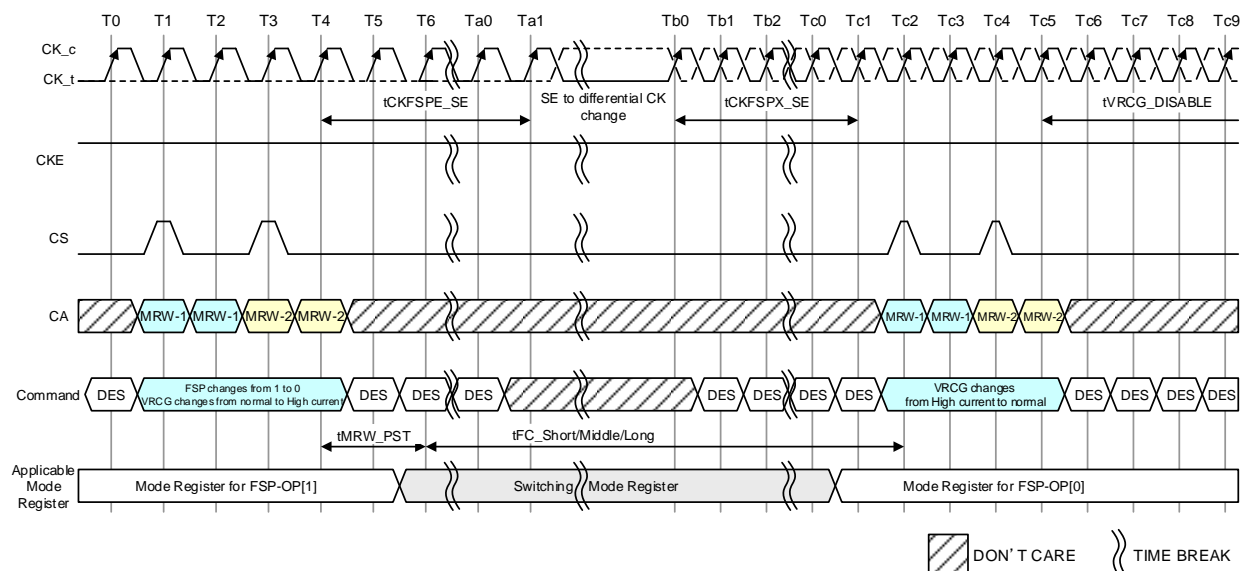 T0 T1 T2 T3 T4 T5 T6 Ta0 Ta1 Tb0 Tb1 Tb2 Tc0 Tc1 Tc2 Tc3 Tc4 Tc5 Tc6 Tc7 Tc8 Tc9
CK_c
CK_t
tCKFSPE_SE
SE to differential CK
change
tCKFSPX_SE
tVRCG_DISABLE
CKE
CS
CA
MRW-1 MRW-1 MRW-2 MRW-2 MRW-1 MRW-1 MRW-2 MRW-2
Command
DES
FSP changes from 1 to 0
VRCG changes from normal to High current
DES DES DES DES DES DES DES
VRCG changes
from High current to normal
DES DES DES DES
tMRW_PST
tFC_Short/Middle/Long
Applicable
Mode
Register
Mode Register for FSP-OP[1]
Switching Mode Register
Mode Register for FSP-OP[0]
DON'T CARE
TIME BREAK